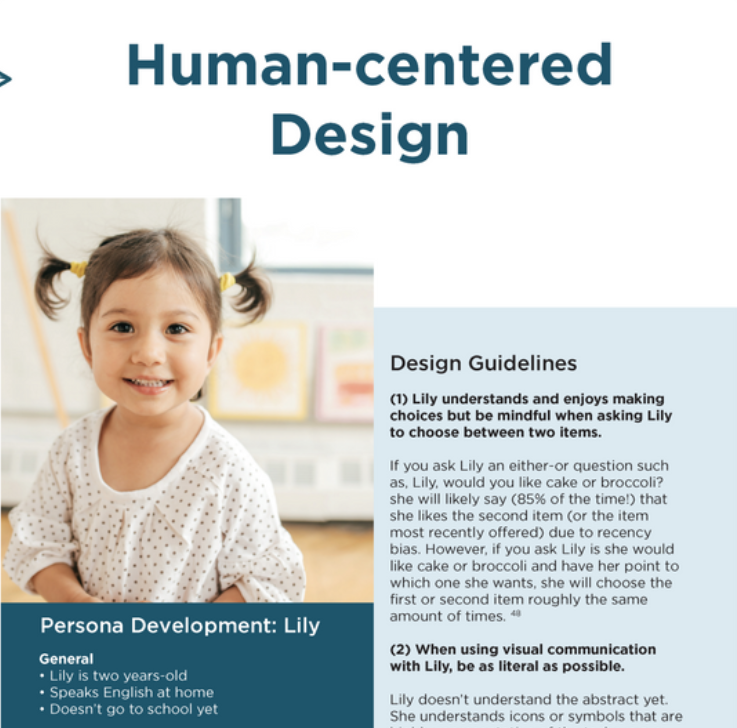 Human-centered
Design
Persona Development: Lily
General
• Lily is two years-old
• Speaks English at home
• Doesn't go to school yet
Design Guidelines
(1) Lily understands and enjoys making
choices but be mindful when asking Lily
to choose between two items.
If you ask Lily an either-or question such
as, Lily, would you like cake or broccoli?
she will likely say (85% of the time!) that
she likes the second item (or the item
most recently offered) due to recency
bias. However, if you ask Lily is she would
like cake or broccoli and have her point to
which one she wants, she will choose the
first or second item roughly the same
amount of times. 48
(2) When using visual communication
with Lily, be as literal as possible.
Lily doesn't understand the abstract yet.
She understands icons or symbols that are